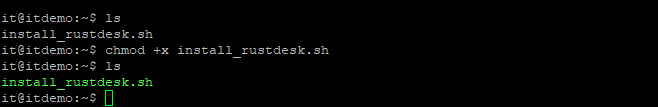 it@itdemo:~$ ls
install_rustdesk.sh
it@itdemo:~$ chmod +x install_rustdesk.sh
it@itdemo:~$ ls
install_rustdesk.sh
it@itdemo:~$